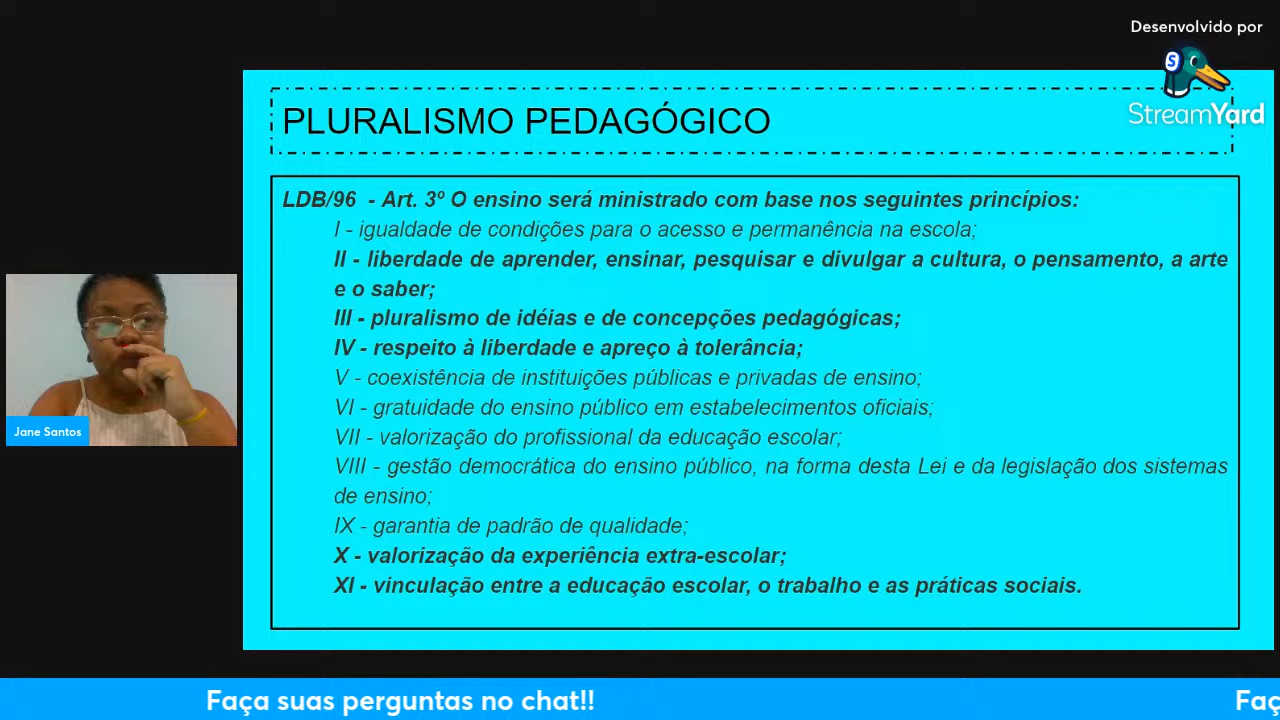 Desenvolvido por
StreamYard
PLURALISMO PEDAGÓGICO
LDB/96 - Art. 3º O ensino será ministrado com base nos seguintes princípios:
I - igualdade de condições para o acesso e permanência na escola;
II - liberdade de aprender, ensinar, pesquisar e divulgar a cultura, o pensamento, a arte
e o saber;
III - pluralismo de idéias e de concepções pedagógicas;
IV - respeito à liberdade e apreço à tolerância;
V - coexistência de instituições públicas e privadas de ensino;
VI - gratuidade do ensino público em estabelecimentos oficiais;
VII - valorização do profissional da educação escolar;
VIII - gestão democrática do ensino público, na forma desta Lei e da legislação dos sistemas
de ensino;
IX - garantia de padrão de qualidade;
X - valorização da experiência extra-escolar;
XI - vinculação entre a educação escolar, o trabalho e as práticas sociais.
Jane Santos
Faça suas perguntas no chat!! Faç